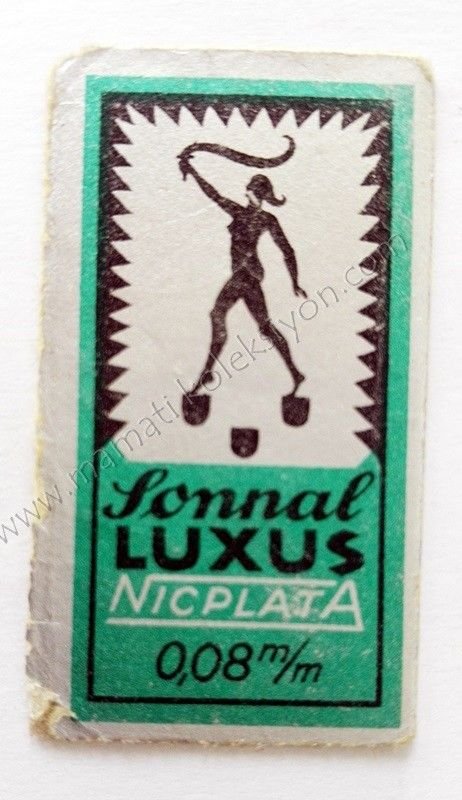 Sonnal
LUXUS
NICPLATA
0,08 m/m
www.mamatikoleksiyon.com